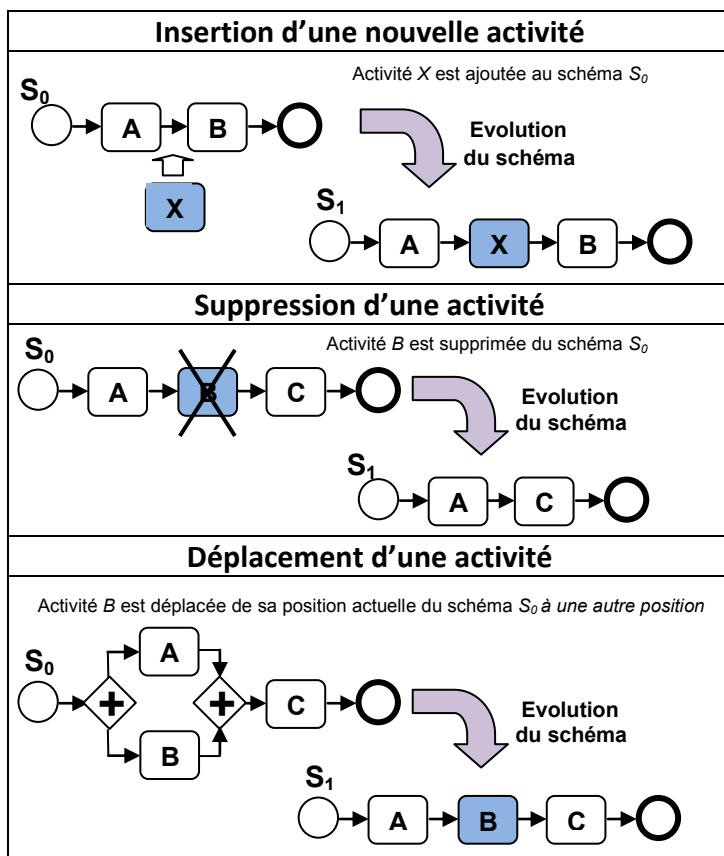 Insertion d'une nouvelle activité
Activité X est ajoutée au schéma S0
S0
A
B
Evolution
du schéma
X
S1
A
X
B
Suppression d'une activité
S0
Activité B est supprimée du schéma S0
A
B
C
Evolution
du schéma
S1
A
C
Déplacement d'une activité
Activité B est déplacée de sa position actuelle du schéma S0 à une autre position
S0
A
+
+
C
B
Evolution
du schéma
S1
A
B
C